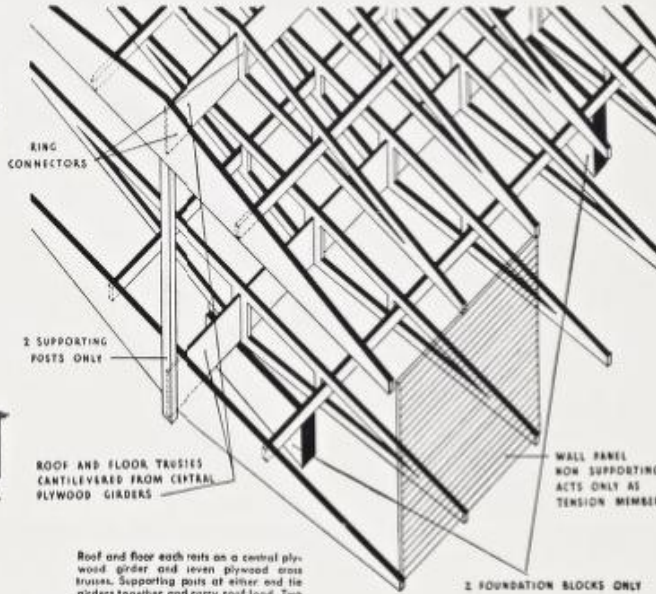 RING
CONNECTORS
2 SUPPORTING
POSTS ONLY
ROOF AND FLOOR TRUSSES
CANTILEVERED FROM CENTRAL
PLYWOOD GIRDERS
WALL PANEL
NON SUPPORTING
ACTS ONLY AS
TENSION MEMBE
Roof and floor each rests on a central ply-
wood girder and seven plywood cross
trusses. Supporting posts at either end tie
girders together and carry roof load. Two
2 FOUNDATION BLOCKS ONLY